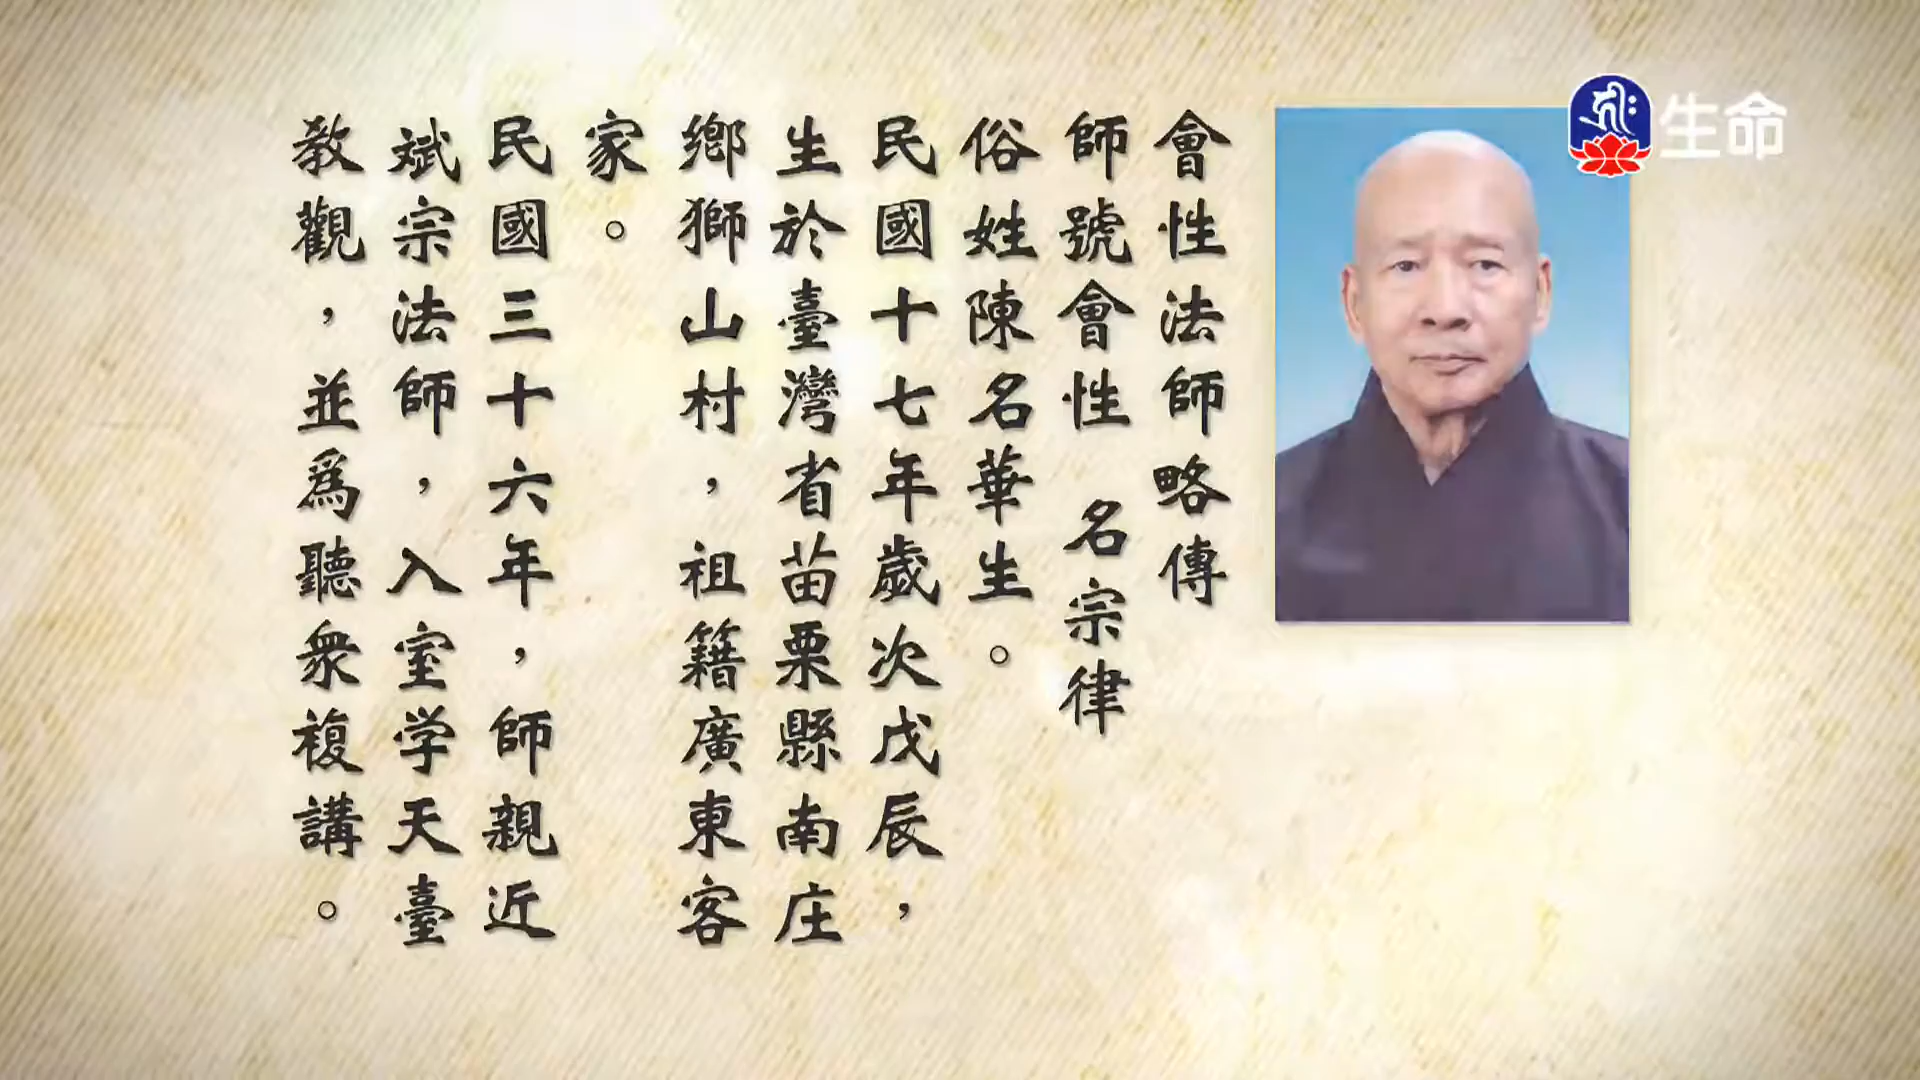 生命
會性法師略傳
師號會性 名宗律
俗姓陳名華生。
民國十七年歲次戊辰，
生於臺灣省苗栗縣南庄
鄉獅山村，祖籍廣東客
家。
民國三十六年，師親近
斌宗法師，入室学天臺
教觀，並為聽眾複講。